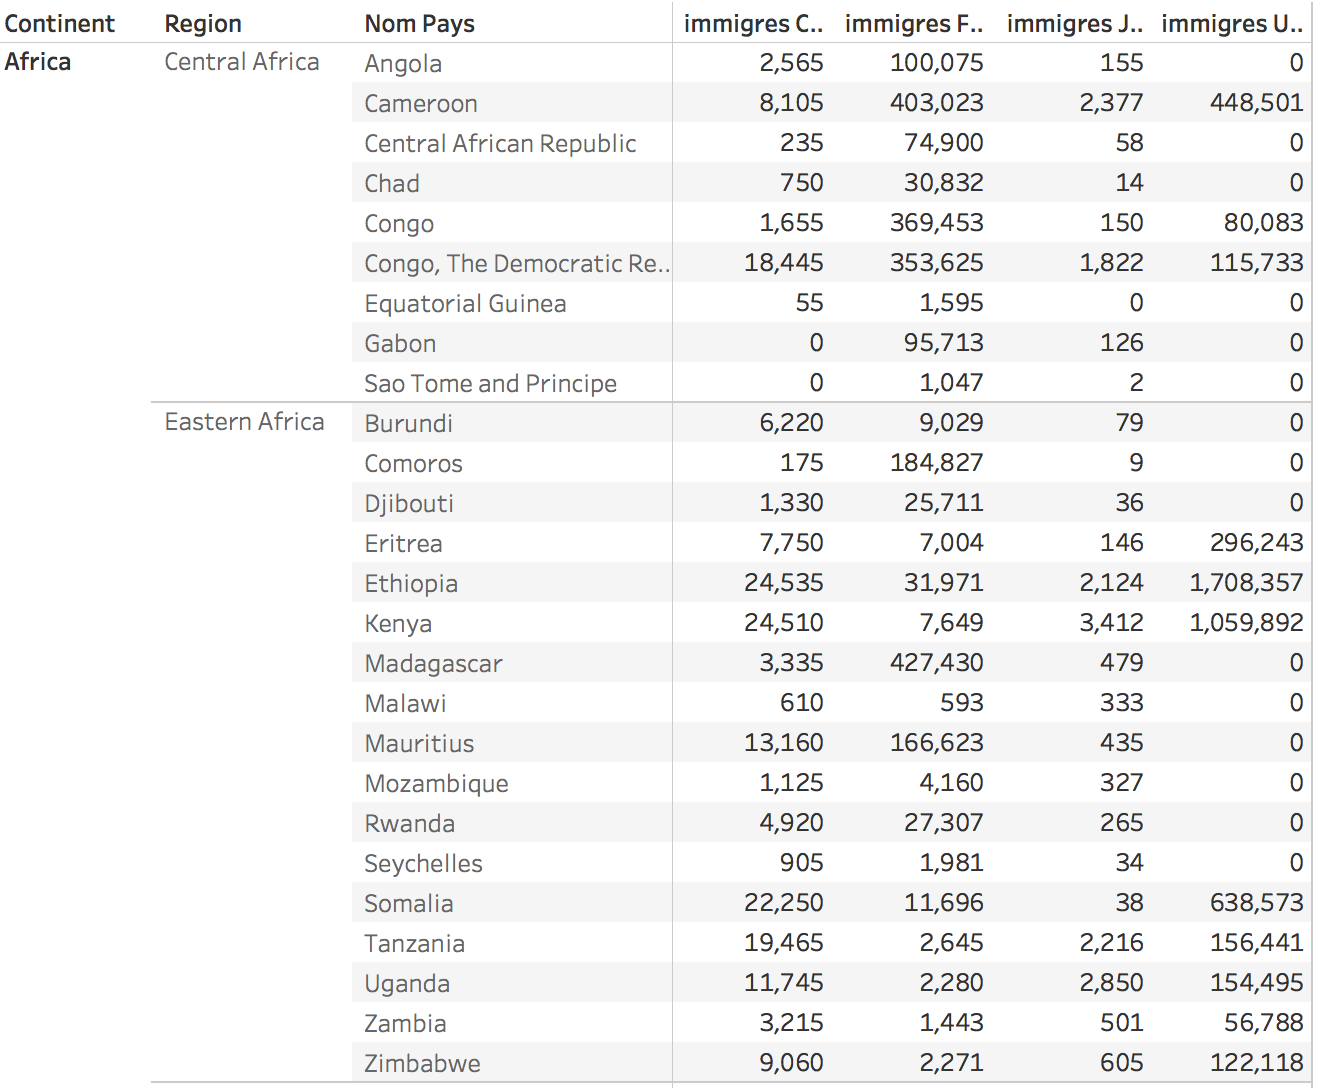 Continent Region Nom Pays immigres C.. immigres F.. immigres J.. immigres U..
Africa Central Africa Angola 2,565 100,075 155 0
Cameroon 8,105 403,023 2,377 448,501
Central African Republic 235 74,900 58 0
Chad 750 30,832 14 0
Congo 1,655 369,453 150 80,083
Congo, The Democratic Re.. 18,445 353,625 1,822 115,733
Equatorial Guinea 55 1,595 0 0
Gabon 0 95,713 126 0
Sao Tome and Principe 0 1,047 2 0
Eastern Africa Burundi 6,220 9,029 79 0
Comoros 175 184,827 9 0
Djibouti 1,330 25,711 36 0
Eritrea 7,750 7,004 146 296,243
Ethiopia 24,535 31,971 2,124 1,708,357
Kenya 24,510 7,649 3,412 1,059,892
Madagascar 3,335 427,430 479 0
Malawi 610 593 333 0
Mauritius 13,160 166,623 435 0
Mozambique 1,125 4,160 327 0
Rwanda 4,920 27,307 265 0
Seychelles 905 1,981 34 0
Somalia 22,250 11,696 38 638,573
Tanzania 19,465 2,645 2,216 156,441
Uganda 11,745 2,280 2,850 154,495
Zambia 3,215 1,443 501 56,788
Zimbabwe 9,060 2,271 605 122,118